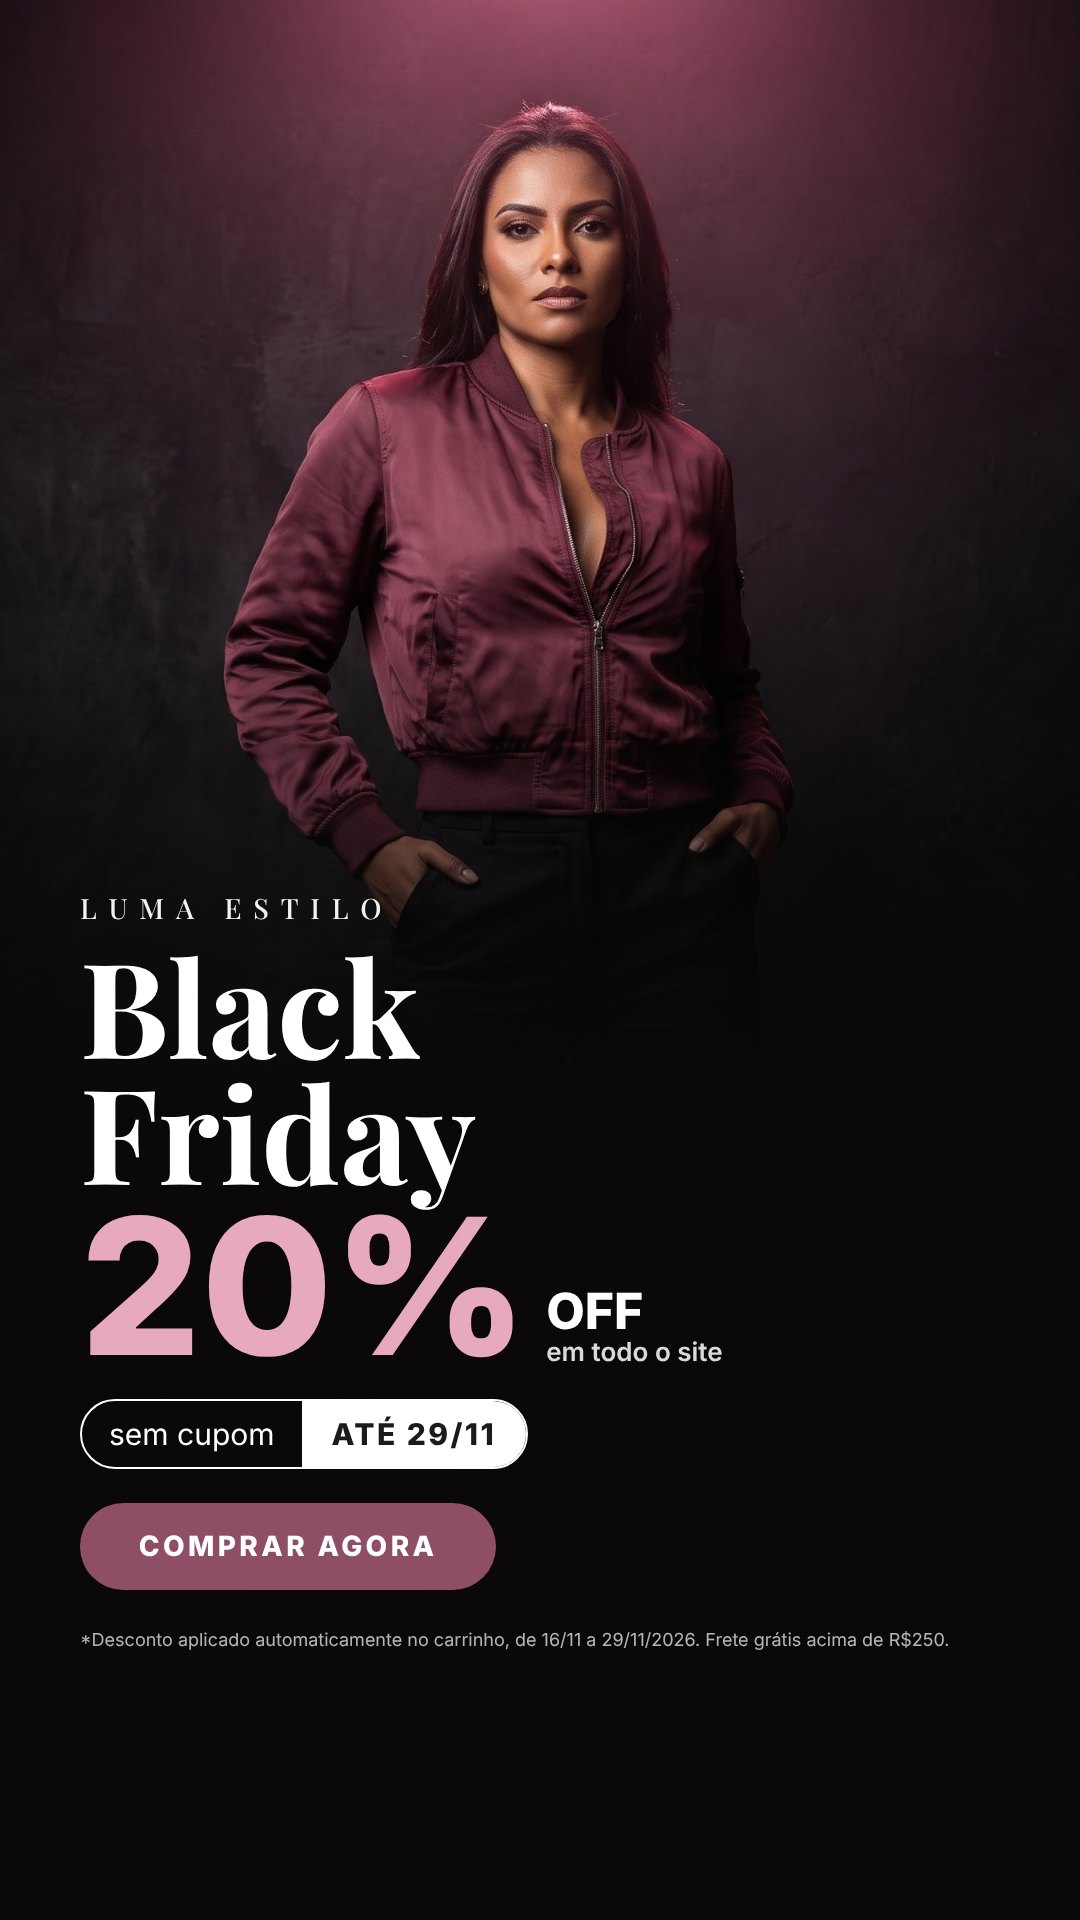 LUMA ESTILO
Black
Friday
20% OFF
em todo o site
sem cupom ATÉ 29/11
COMPRAR AGORA
*Desconto aplicado automaticamente no carrinho, de 16/11 a 29/11/2026. Frete grátis acima de R$250.